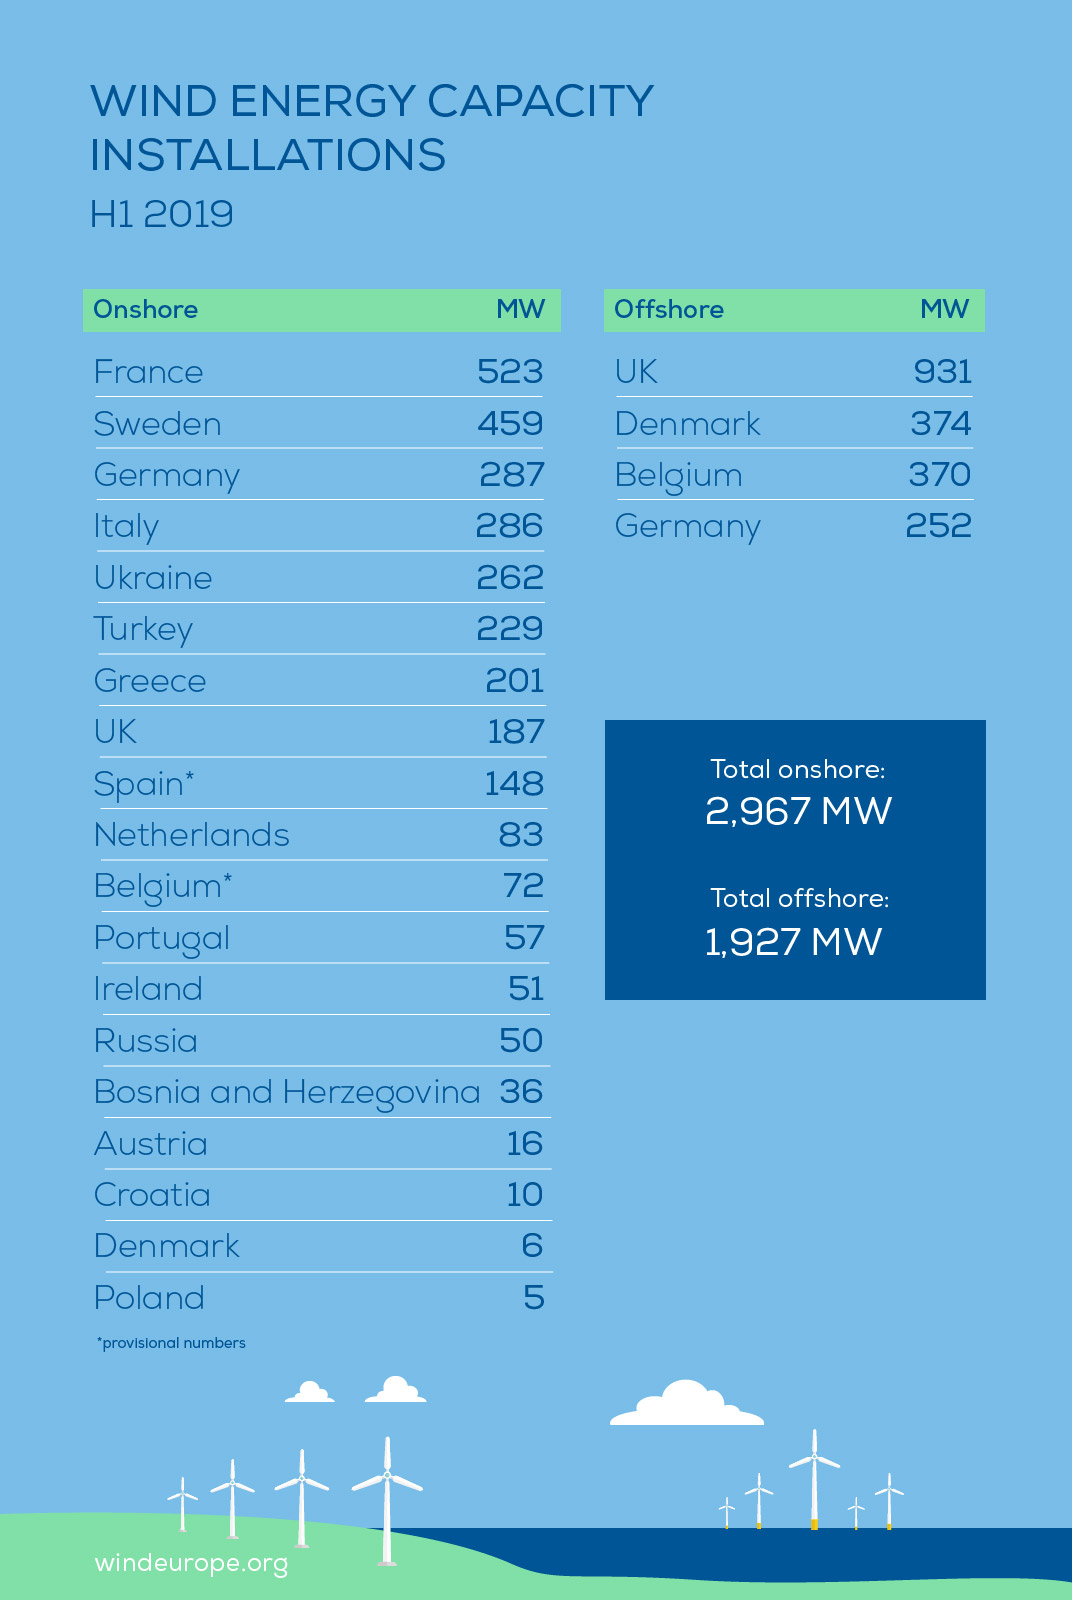 WIND ENERGY CAPACITY
INSTALLATIONS
H1 2019
Onshore MW
France 523
Sweden 459
Germany 287
Italy 286
Ukraine 262
Turkey 229
Greece 201
UK 187
Spain* 148
Netherlands 83
Belgium* 72
Portugal 57
Ireland 51
Russia 50
Bosnia and Herzegovina 36
Austria 16
Croatia 10
Denmark 6
Poland 5
*provisional numbers
Offshore MW
UK 931
Denmark 374
Belgium 370
Germany 252
Total onshore:
2,967 MW
Total offshore:
1,927 MW
windeurope.org